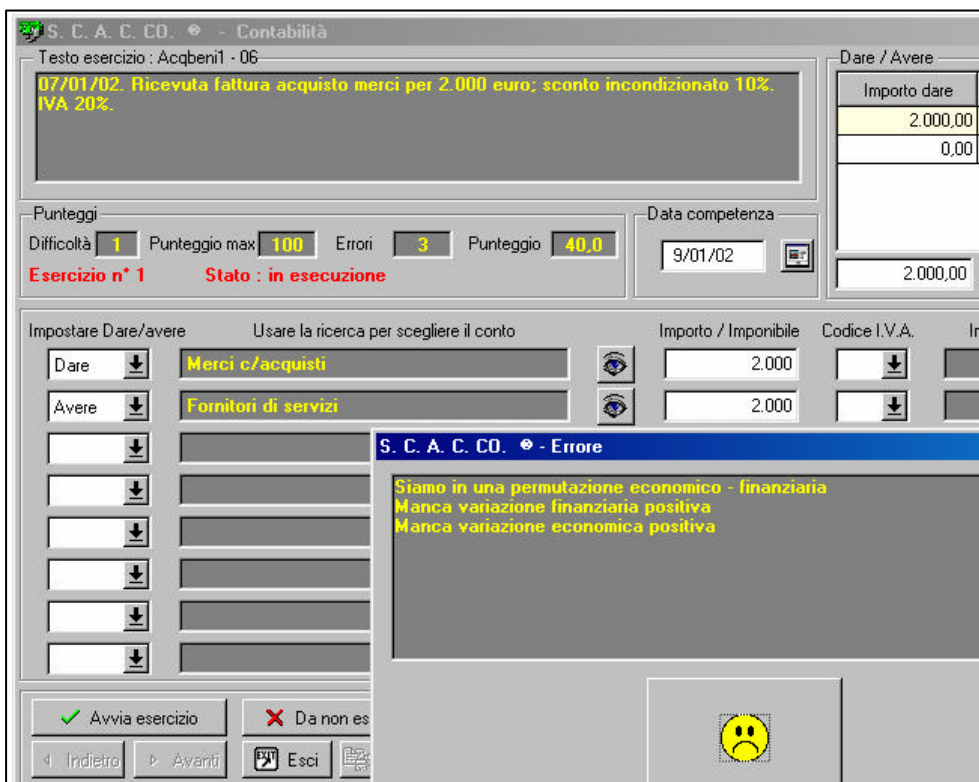 S. C. A. C. CO. ® - Contabilità
Testo esercizio : Acqbeni1 - 06
07/01/02. Ricevuta fattura acquisto merci per 2.000 euro; sconto incondizionato 10%.
IVA 20%.
Dare / Avere
Importo dare
2.000,00
0,00
2.000,00
Punteggi
Difficoltà 1 Punteggio max 100 Errori 3 Punteggio 40,0
Esercizio n° 1 Stato : in esecuzione
Data competenza
9/01/02
Impostare Dare/avere Usare la ricerca per scegliere il conto Importo / Imponibile Codice I.V.A.
Dare Merci c/acquisti 2.000
Avere Fornitori di servizi 2.000
S. C. A. C. CO. ® - Errore
Siamo in una permutazione economico - finanziaria
Manca variazione finanziaria positiva
Manca variazione economica positiva
Avvia esercizio Da non es
Indietro Avanti EXIT Esci